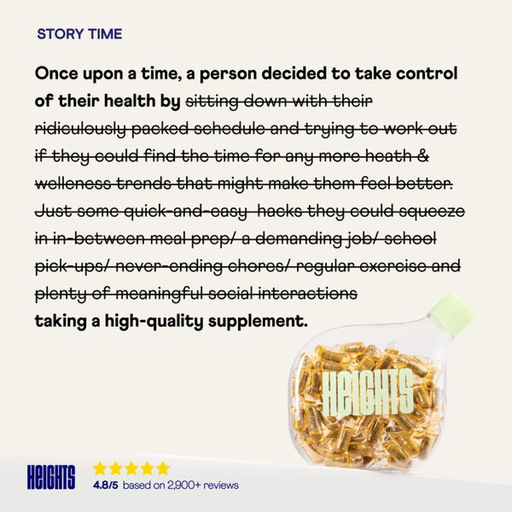 STORY TIME
Once upon a time, a person decided to take control
of their health by sitting down with their
ridiculously packed schedule and trying to work out
if they could find the time for any more heath &
welleness trends that might make them feel better.
Just some quick-and-easy hacks they could squeeze
in in-between meal prep/ a demanding job/ school
pick-ups/ never-ending chores/ regular exercise and
plenty of meaningful social interactions
taking a high-quality supplement.
HEIGHTS
HEIGHTS
4.8/5 based on 2,900+ reviews